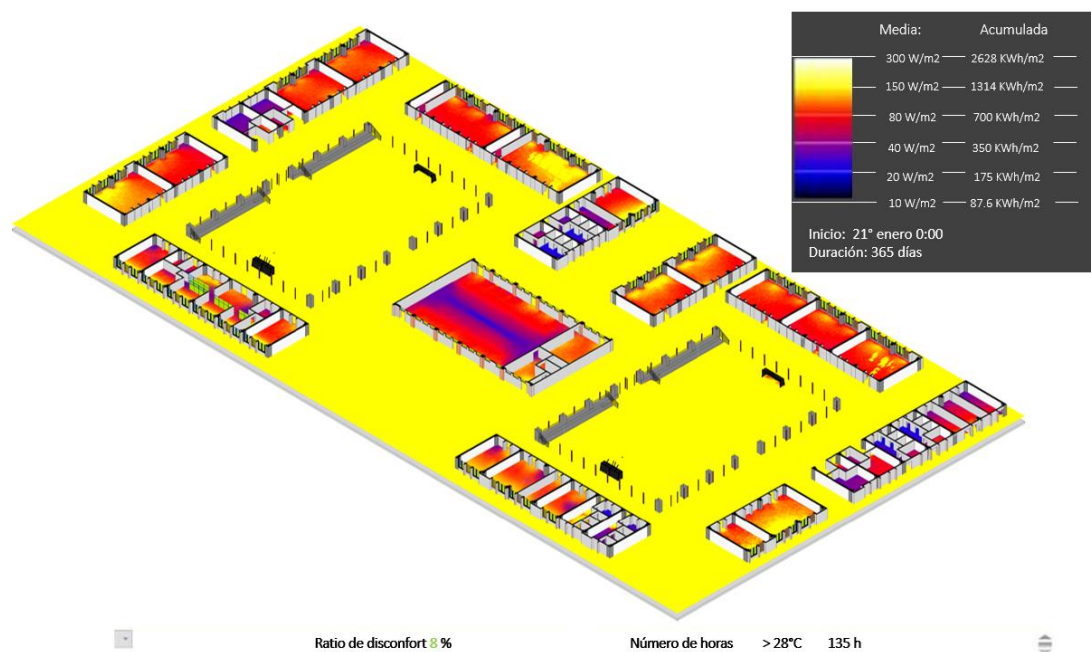 Media: Acumulada
300 W/m2 2628 KWh/m2
150 W/m2 1314 KWh/m2
80 W/m2 700 KWh/m2
40 W/m2 350 KWh/m2
20 W/m2 175 KWh/m2
10 W/m2 87.6 KWh/m2
Inicio: 21° enero 0:00
Duración: 365 días
Ratio de disconfort 8 % Número de horas > 28°C 135 h